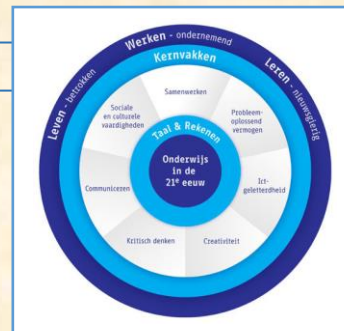 Werken - ondernemend
Leven - betrokken
Leren - nieuwsgierig
Kernvakken
Samenwerken
Sociale
en culturele
vaardigheden
Probleem-
oplossend
vermogen
Taal & Rekenen
Onderwijs
in de
21e eeuw
Communiceren
Ict-
geletterdheid
Kritisch denken
Creativiteit